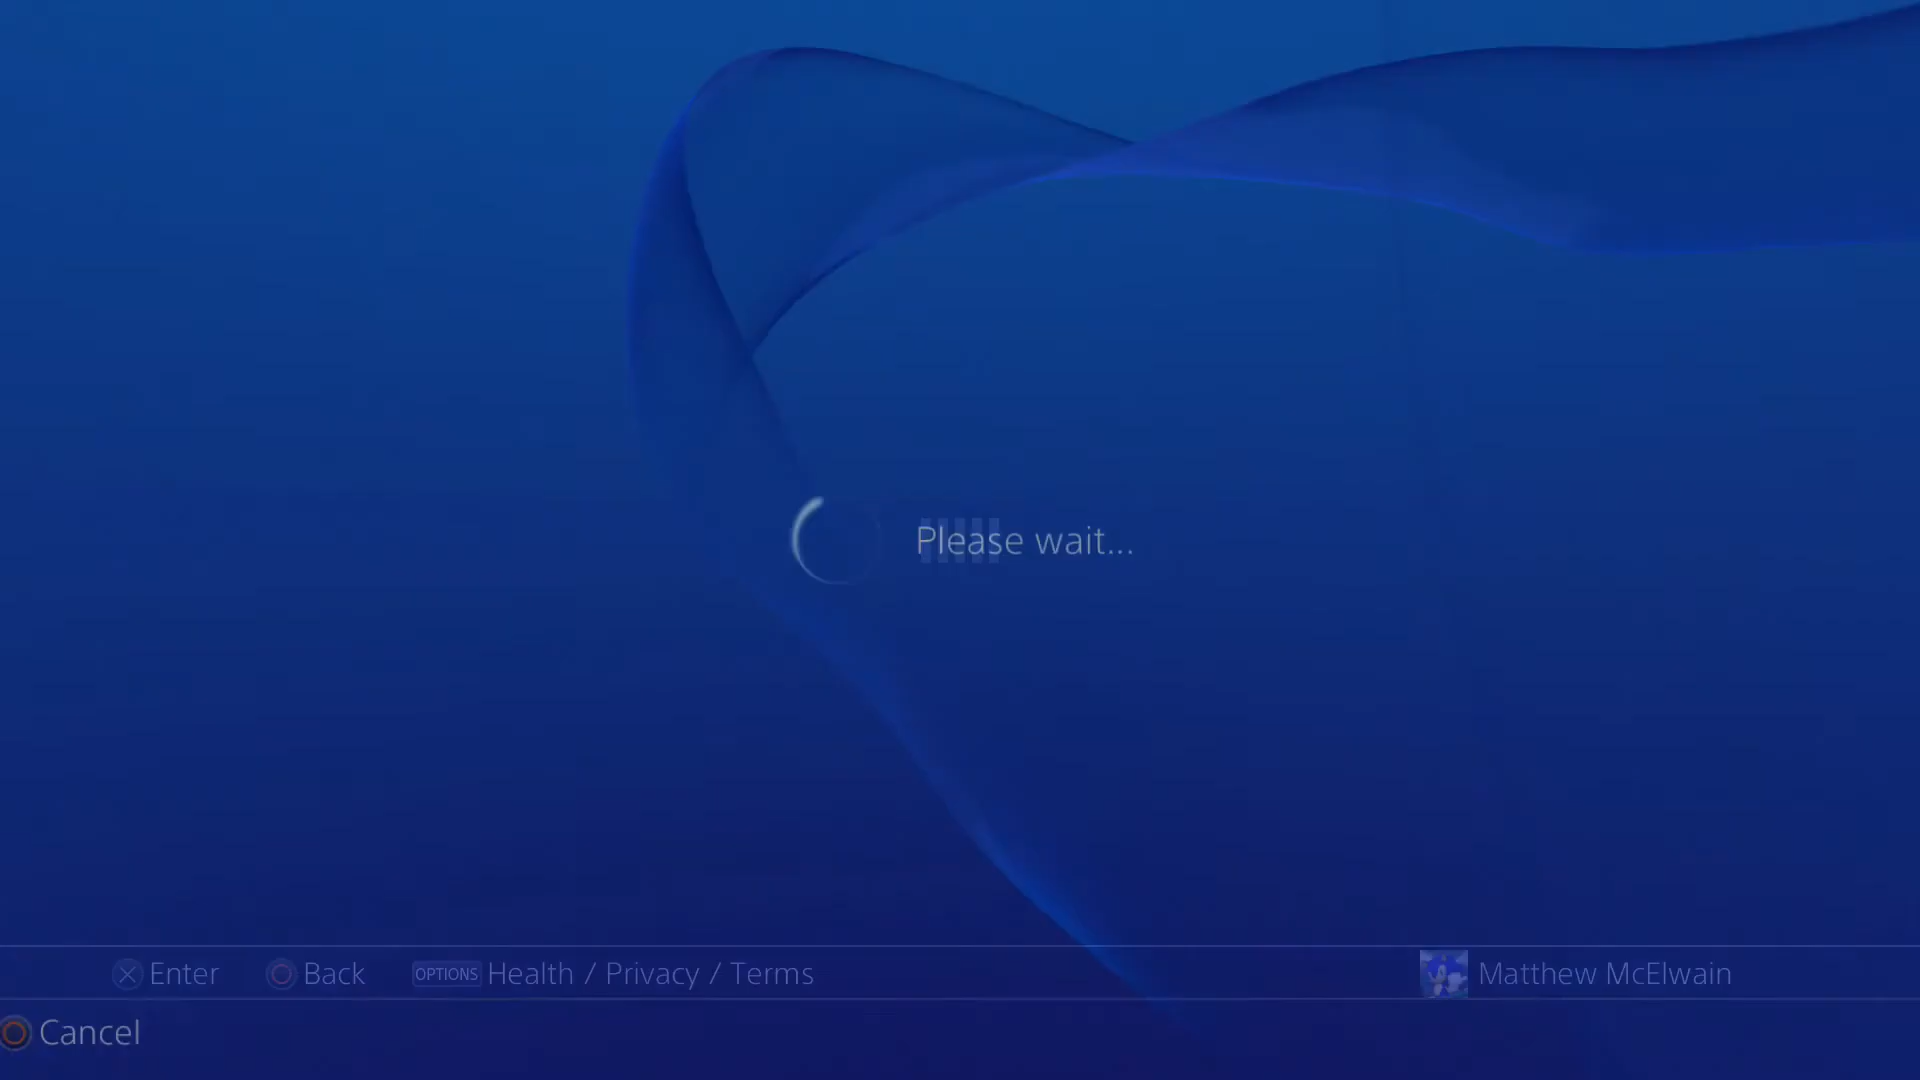 Please wait...
Enter
Back
OPTIONS Health / Privacy / Terms
Matthew McElwain
Cancel